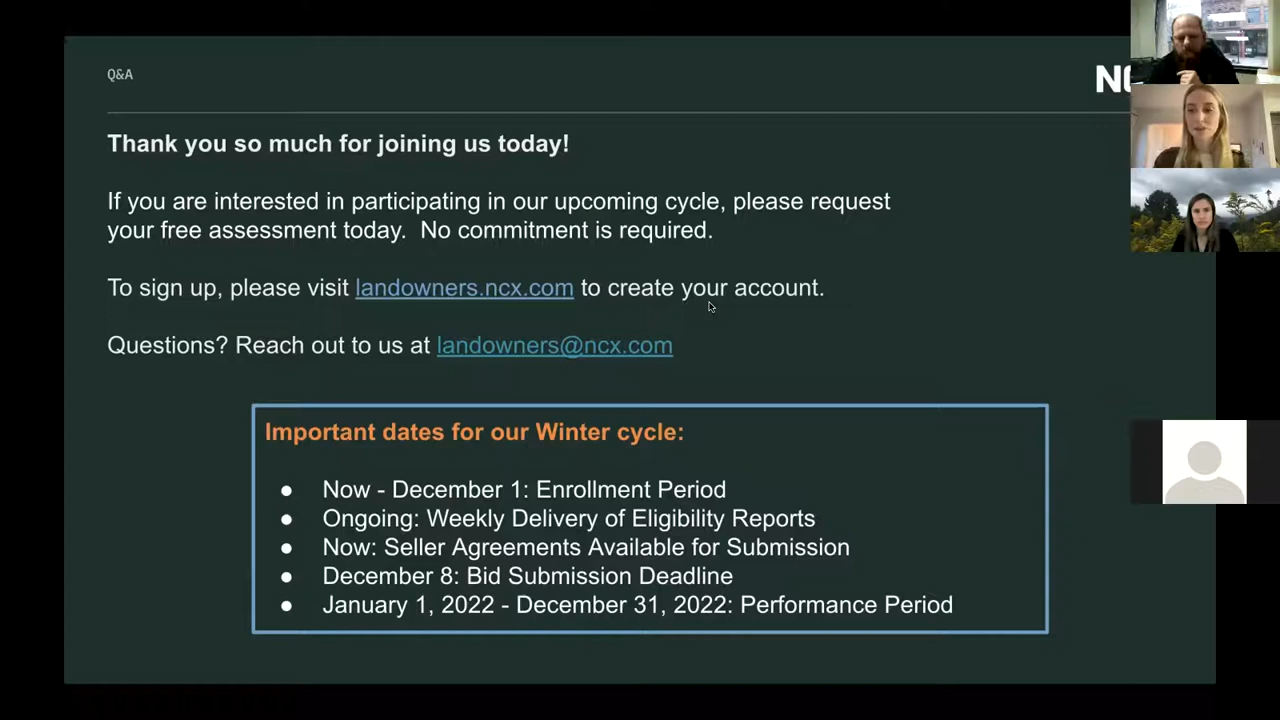 Q&A
Thank you so much for joining us today!
If you are interested in participating in our upcoming cycle, please request
your free assessment today.  No commitment is required.
To sign up, please visit landowners.ncx.com to create your account.
Questions? Reach out to us at landowners@ncx.com
Important dates for our Winter cycle:
● Now - December 1: Enrollment Period
● Ongoing: Weekly Delivery of Eligibility Reports
● Now: Seller Agreements Available for Submission
● December 8: Bid Submission Deadline
● January 1, 2022 - December 31, 2022: Performance Period